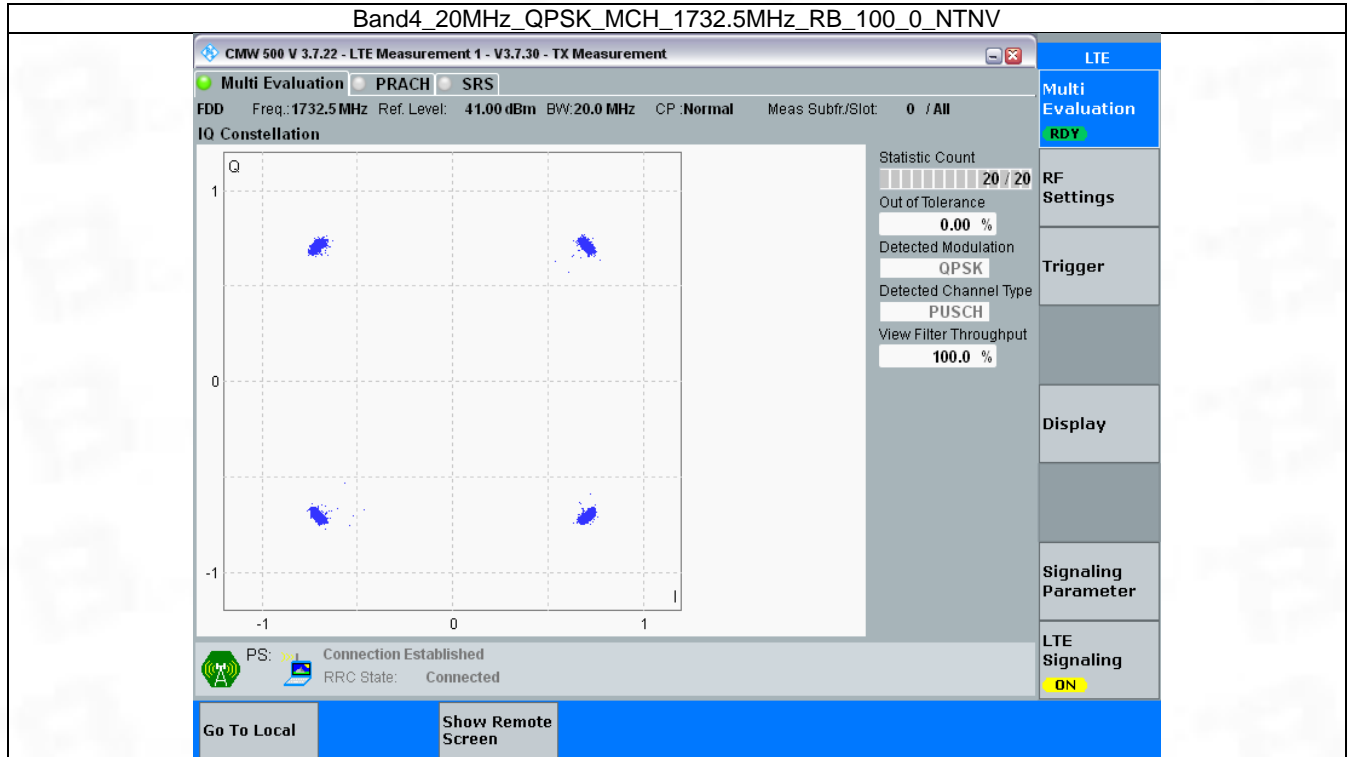 Band4_20MHz_QPSK_MCH_1732.5MHz_RB_100_0_NTNV
CMW 500 V 3.7.22 - LTE Measurement 1 - V3.7.30 - TX Measurement
LTE
Multi Evaluation PRACH SRS
Multi
Evaluation
RDY
FDD Freq.:1732.5 MHz Ref. Level: 41.00 dBm BW:20.0 MHz CP :Normal Meas Subfr./Slot: 0 / All
IQ Constellation
Q
1
0
-1
I
-1 0 1
Statistic Count
20 / 20
Out of Tolerance
0.00 %
Detected Modulation
QPSK
Detected Channel Type
PUSCH
View Filter Throughput
100.0 %
RF
Settings
Trigger
Display
Signaling
Parameter
LTE
Signaling
ON
PS: Connection Established
RRC State: Connected
Go To Local
Show Remote
Screen